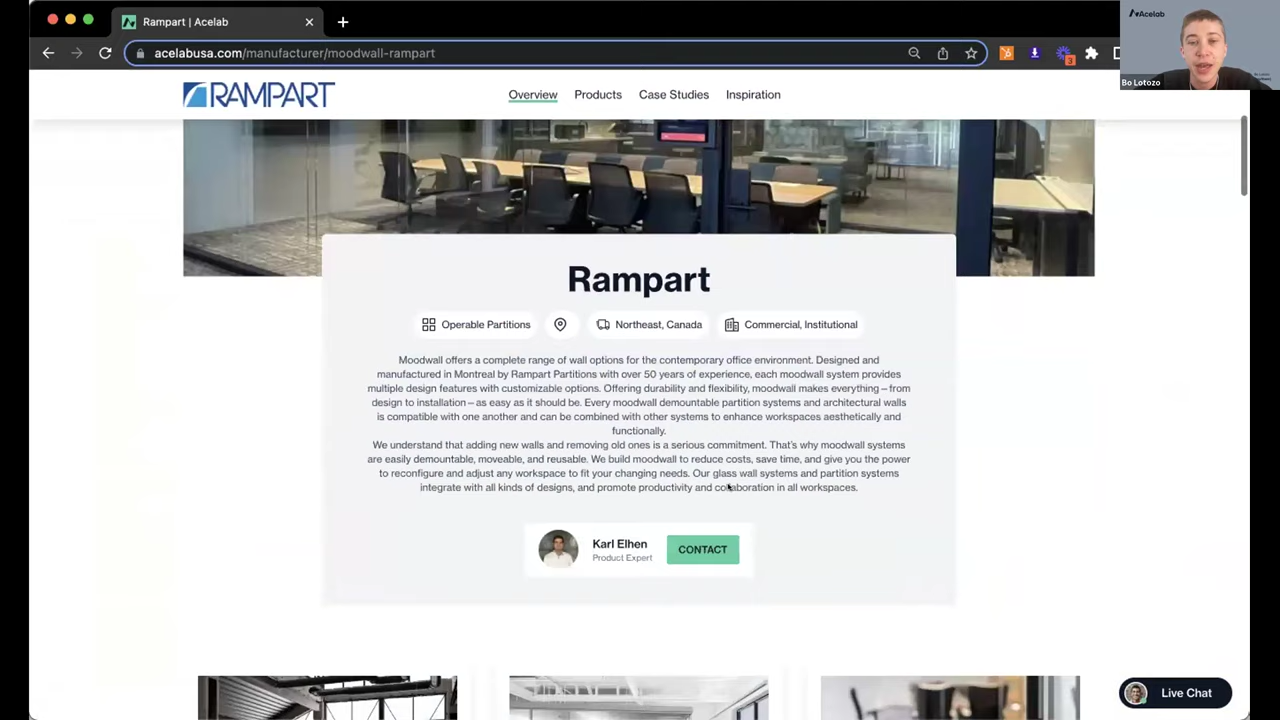 Rampart | Acelab
acelabusa.com/manufacturer/moodwall-rampart
3
Acelab
Bo Lotozo
RAMPART
Overview
Products
Case Studies
Inspiration
Rampart
Operable Partitions
Northeast, Canada
Commercial, Institutional
Moodwall offers a complete range of wall options for the contemporary office environment. Designed and
manufactured in Montreal by Rampart Partitions with over 50 years of experience, each moodwall system provides
multiple design features with customizable options. Offering durability and flexibility, moodwall makes everything – from
design to installation – as easy as it should be. Every moodwall demountable partition systems and architectural walls
is compatible with one another and can be combined with other systems to enhance workspaces aesthetically and
functionally.
We understand that adding new walls and removing old ones is a serious commitment. That's why moodwall systems
are easily demountable, moveable, and reusable. We build moodwall to reduce costs, save time, and give you the power
to reconfigure and adjust any workspace to fit your changing needs. Our glass wall systems and partition systems
integrate with all kinds of designs, and promote productivity and collaboration in all workspaces.
Karl Elhen
Product Expert
CONTACT
Live Chat